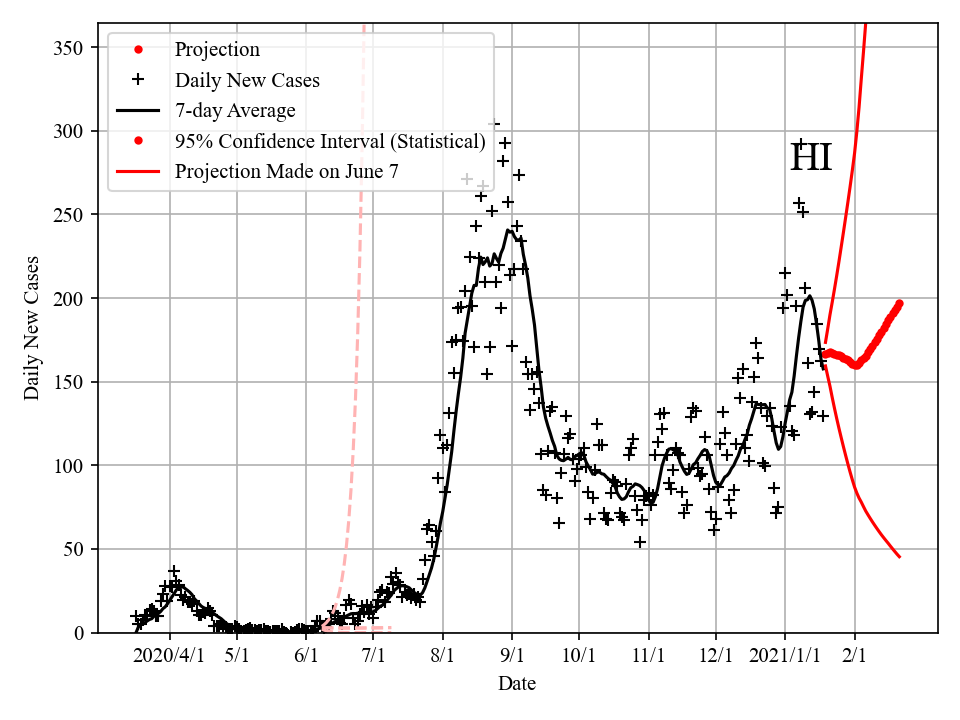 350
300
250
200
150
100
50
0
Daily New Cases
Projection
Daily New Cases
7-day Average
95% Confidence Interval (Statistical)
Projection Made on June 7
HI
2020/4/1 5/1 6/1 7/1 8/1 9/1 10/1 11/1 12/1 2021/1/1 2/1
Date